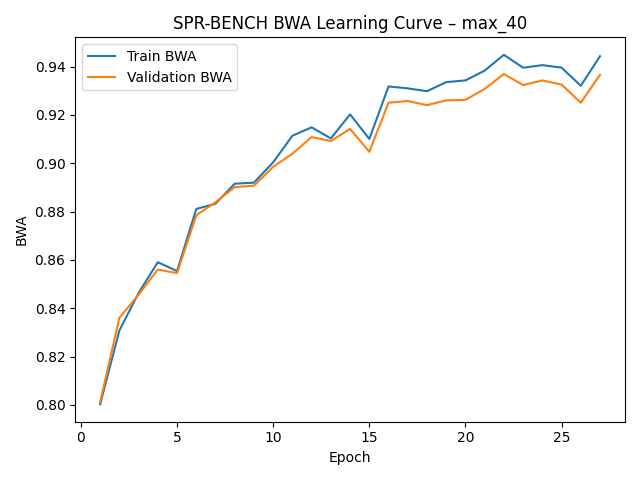 SPR-BENCH BWA Learning Curve – max_40
Train BWA
Validation BWA
BWA
0.94
0.92
0.90
0.88
0.86
0.84
0.82
0.80
0 5 10 15 20 25
Epoch